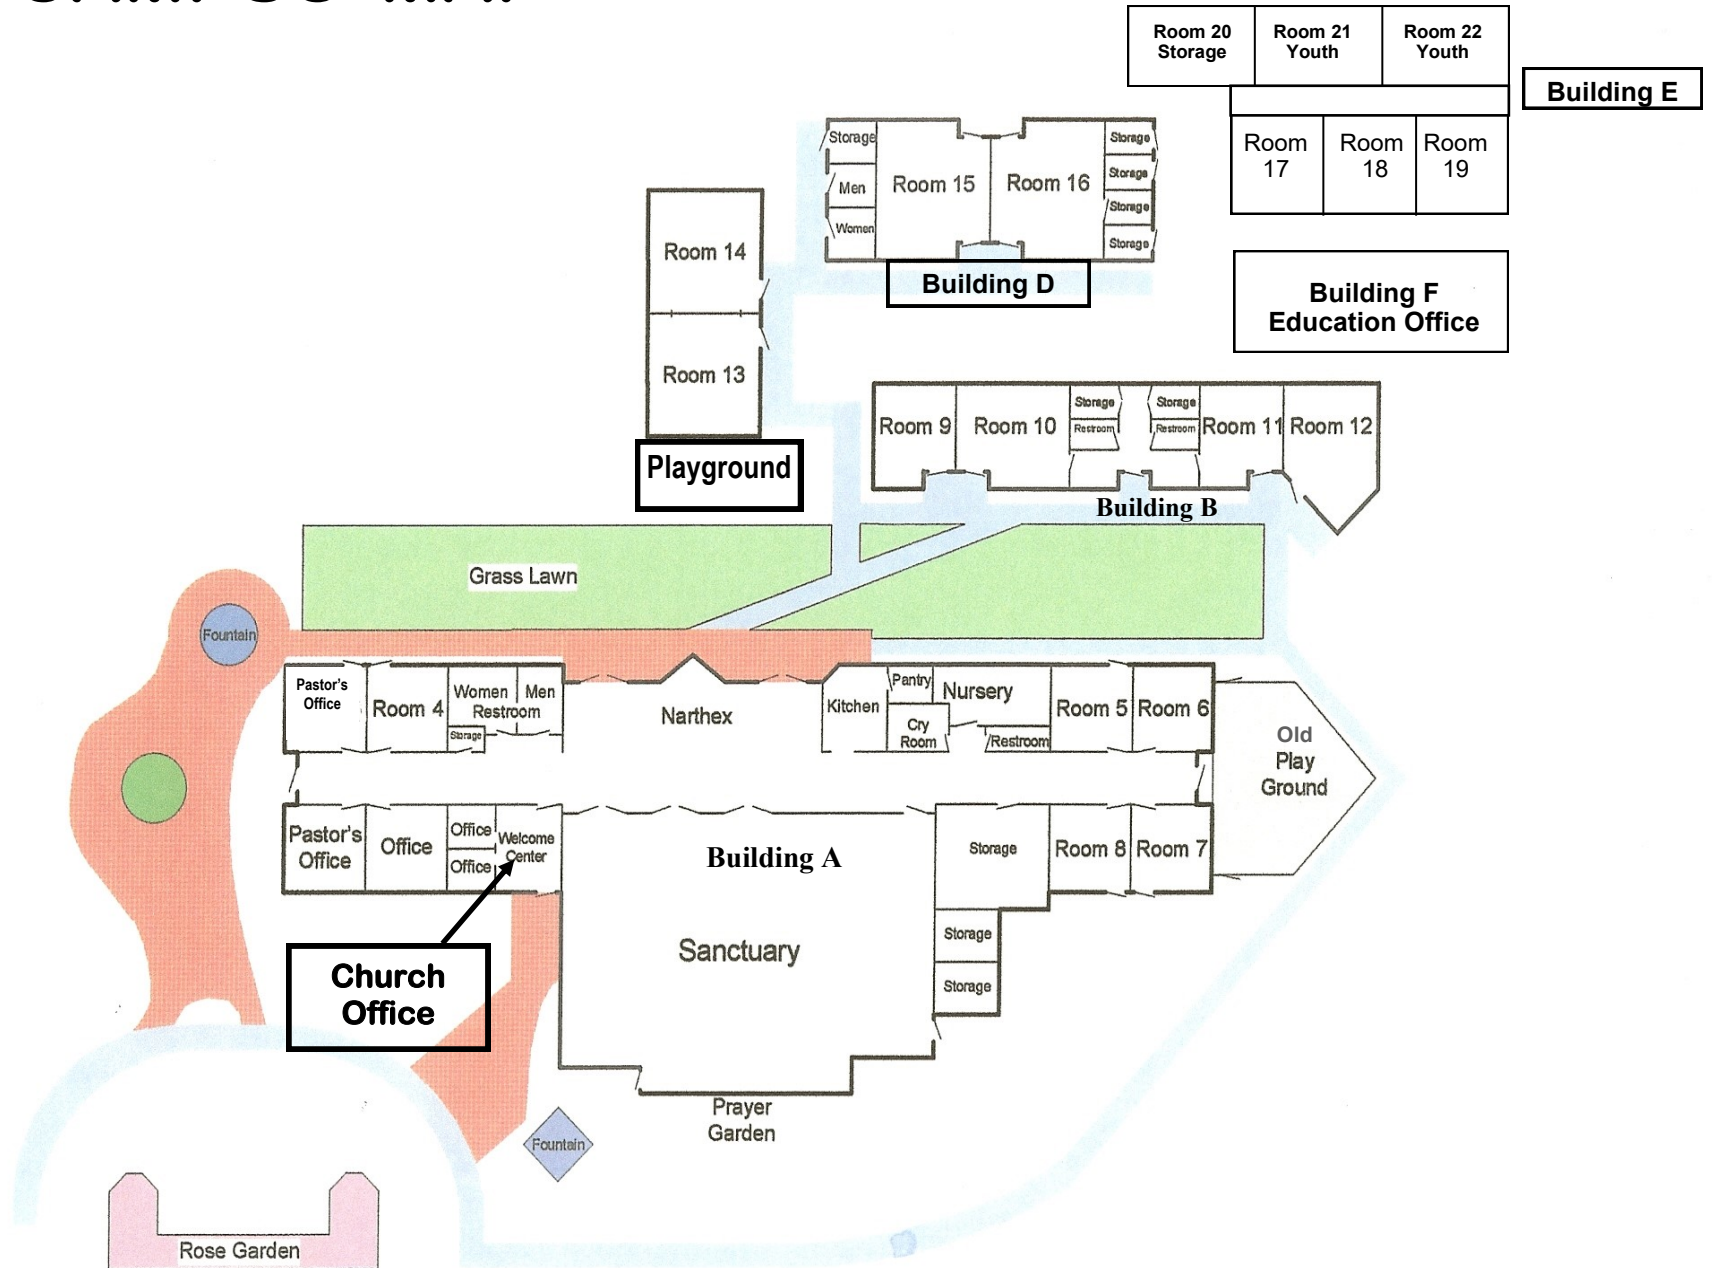 Room 20
Storage
Room 21
Youth
Room 22
Youth
Building E
Room
17
Room
18
Room
19
Storage
Men
Women
Room 15
Room 16
Storage
Storage
Storage
Storage
Building D
Room 14
Room 13
Playground
Building F
Education Office
Room 9
Room 10
Storage
Restroom
Storage
Restroom
Room 11
Room 12
Building B
Grass Lawn
Fountain
Pastor's
Office
Room 4
Women
Men
Restroom
Storage
Narthex
Kitchen
Pantry
Nursery
Cry
Room
Restroom
Room 5
Room 6
Old
Play
Ground
Pastor's
Office
Office
Office
Office
Welcome
Center
Building A
Sanctuary
Storage
Room 8
Room 7
Storage
Storage
Church
Office
Prayer
Garden
Fountain
Rose Garden